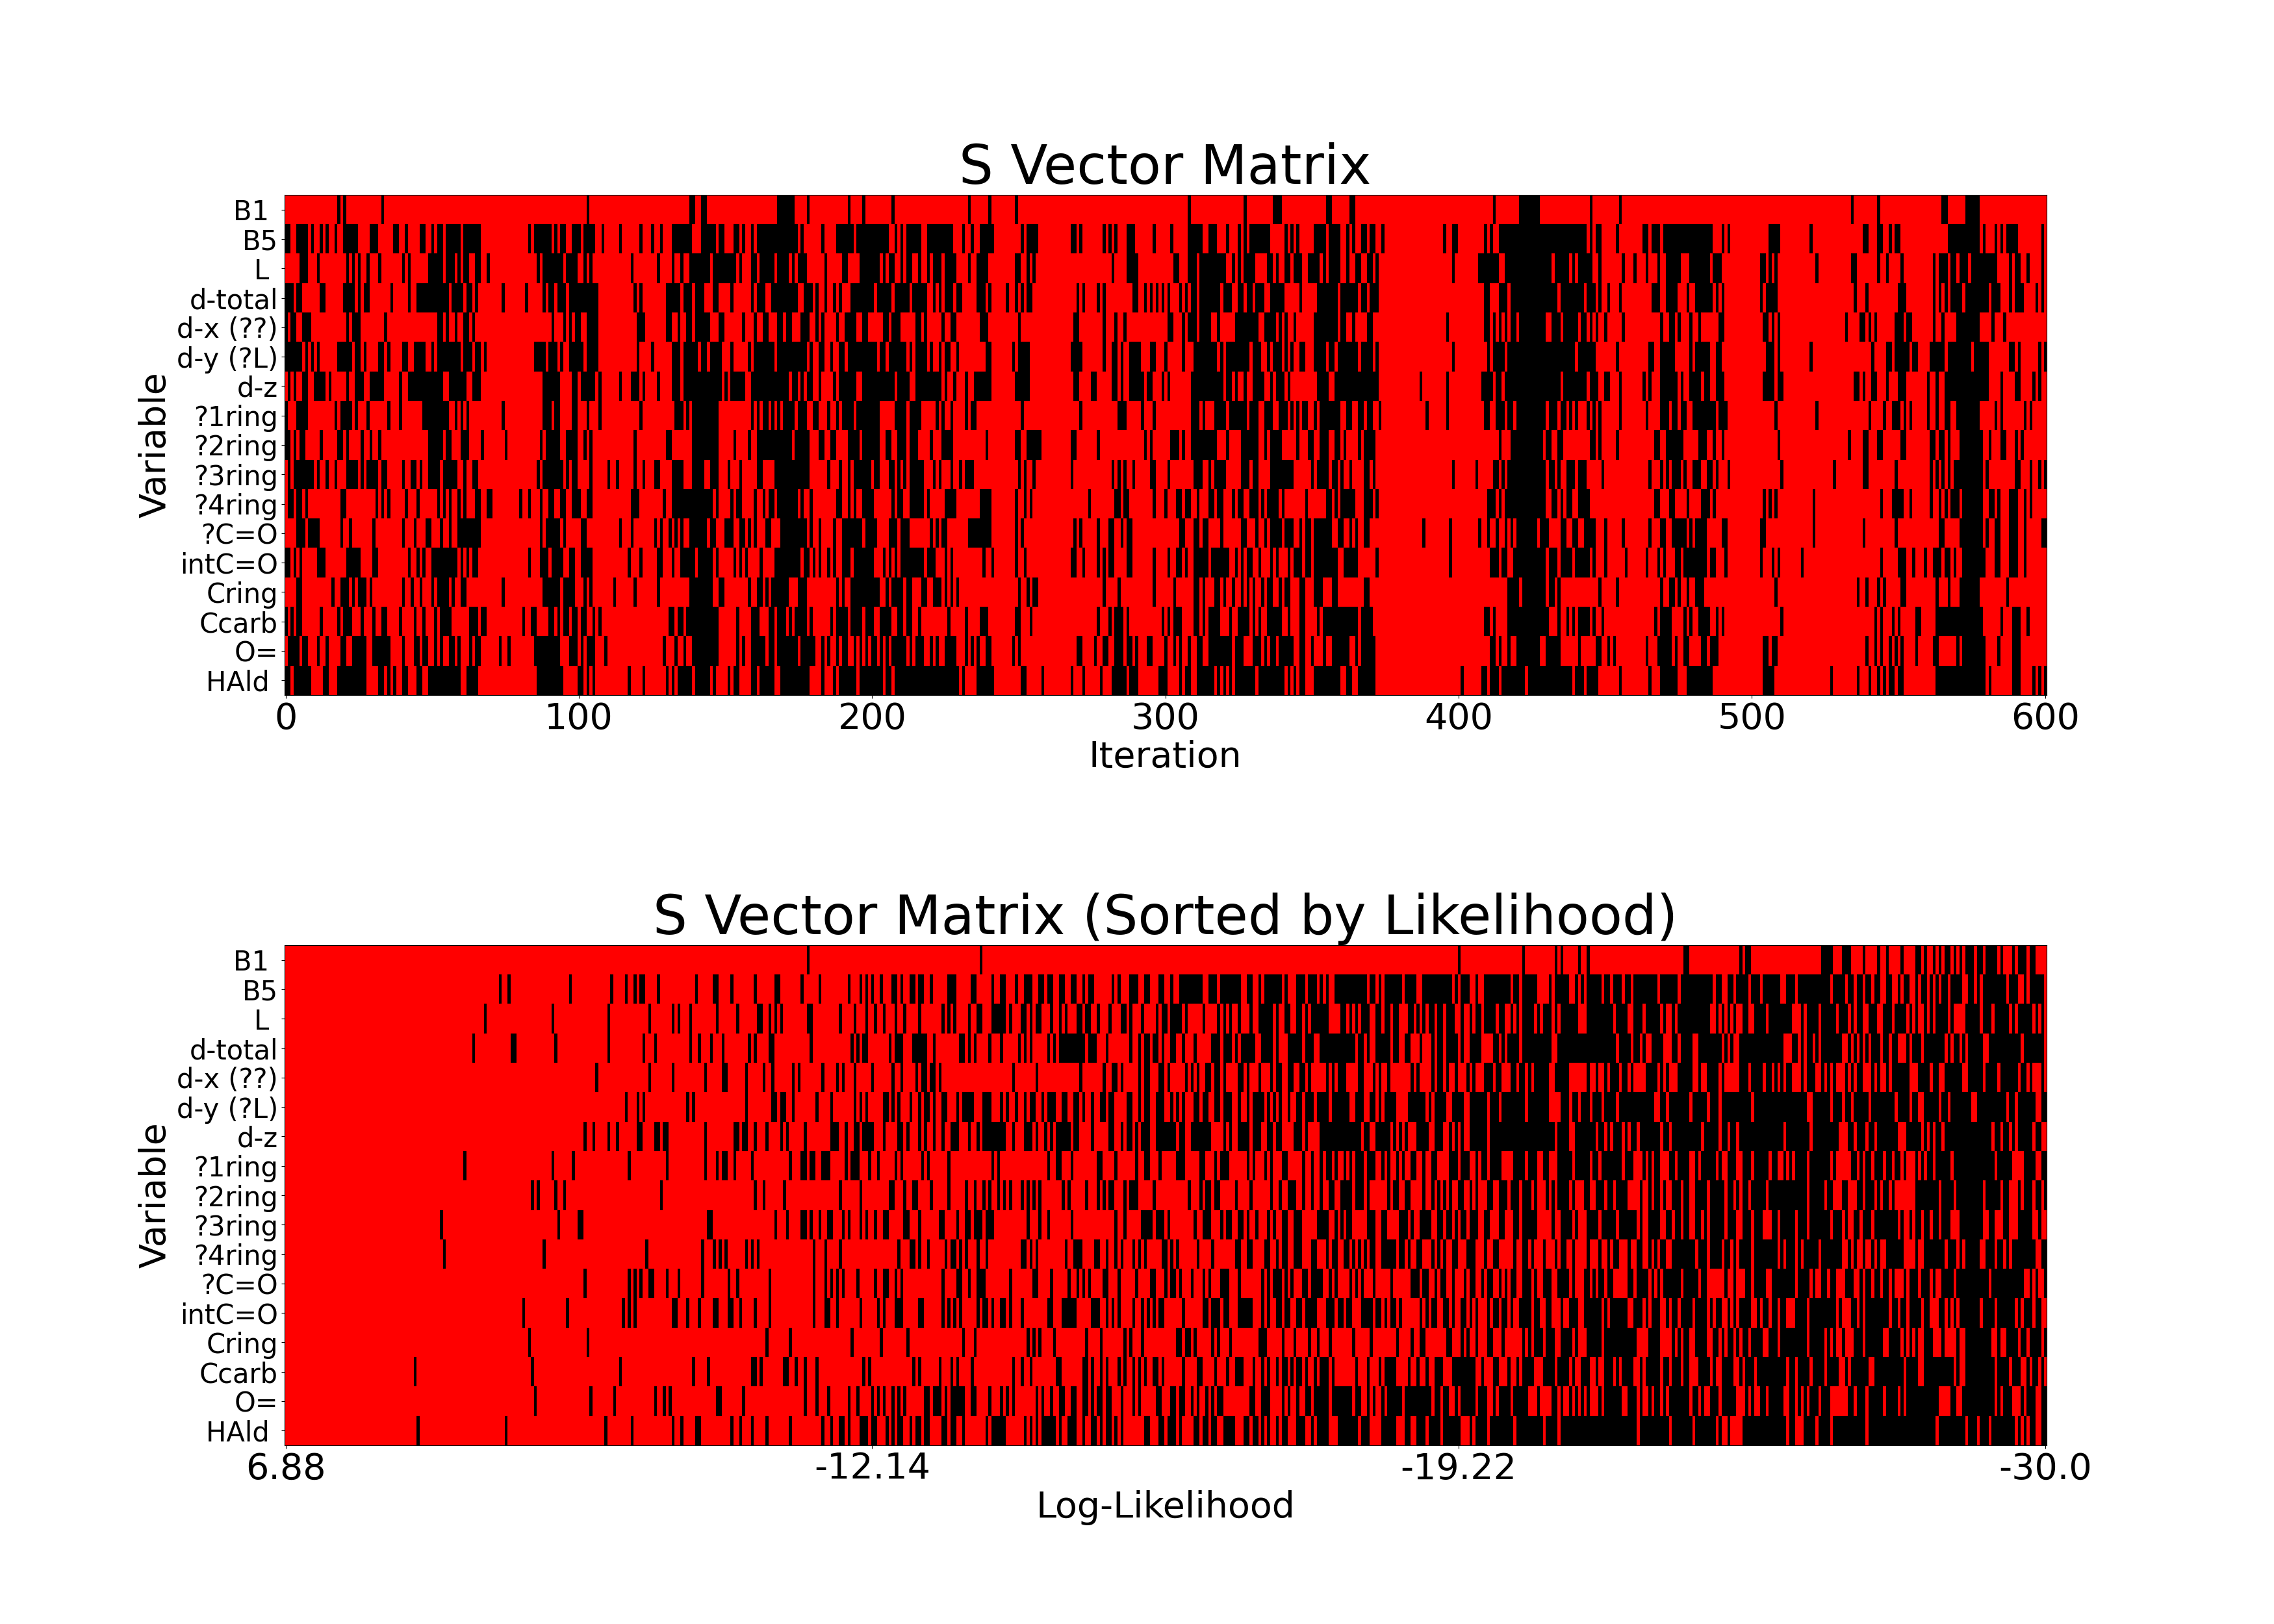 S Vector Matrix
Variable
B1
B5
L
d-total
d-x (??)
d-y (?L)
d-z
?1ring
?2ring
?3ring
?4ring
?C=O
intC=O
Cring
Ccarb
O=
HAld
0 100 200 300 400 500 600
Iteration
S Vector Matrix (Sorted by Likelihood)
Variable
B1
B5
L
d-total
d-x (??)
d-y (?L)
d-z
?1ring
?2ring
?3ring
?4ring
?C=O
intC=O
Cring
Ccarb
O=
HAld
6.88 -12.14 -19.22 -30.0
Log-Likelihood